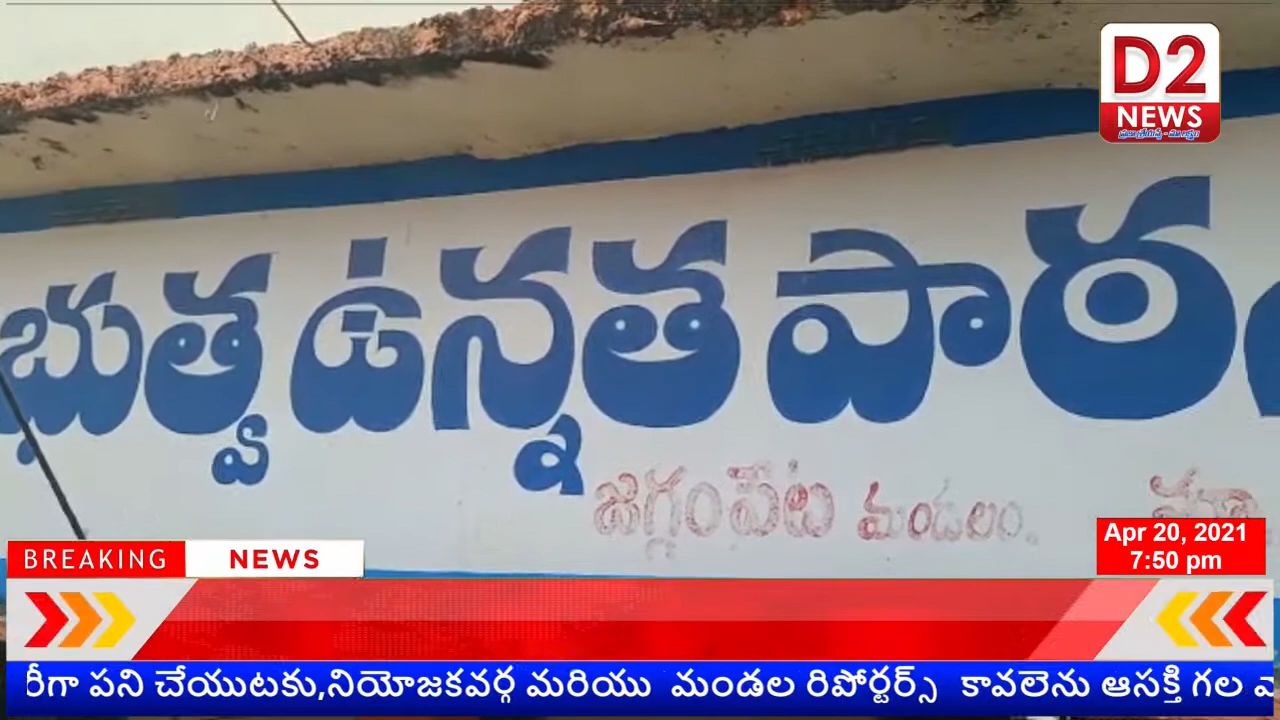 D2
NEWS
భుత్వ ఉన్నత పాఠ
జగ్గంపేట మండలం.
Apr 20, 2021
7:50 pm
BREAKING NEWS
రీగా పని చేయుటకు,నియోజకవర్గ మరియు మండల రిపోర్టర్స్ కావలెను ఆసక్తి గల